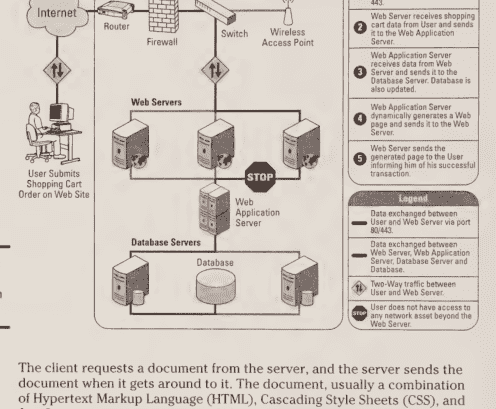 Internet
Router
Firewall
Switch
Wireless
Access Point
Web Servers
User Submits
Shopping Cart
Order on Web Site
STOP
Web
Application
Server
Database Servers
Database
443.
2 Web Server receives shopping
cart data from User and sends
it to the Web Application
Server.
3 Web Application Server
receives data from Web
Server and sends it to the
Database Server. Database is
also updated.
4 Web Application Server
dynamically generates a Web
page and sends it to the Web
Server.
5 Web Server sends the
generated page to the User
informing him of his successful
transaction.
Legend
Data exchanged between
User and Web Server via port
80/443.
Data exchanged between
Web Server, Web Application
Server, Database Server and
Database.
Two-Way traffic between
User and Web Server.
STOP User does not have access to
any network asset beyond the
Web Server.
The client requests a document from the server, and the server sends the
document when it gets around to it. The document, usually a combination
of Hypertext Markup Language (HTML), Cascading Style Sheets (CSS), and